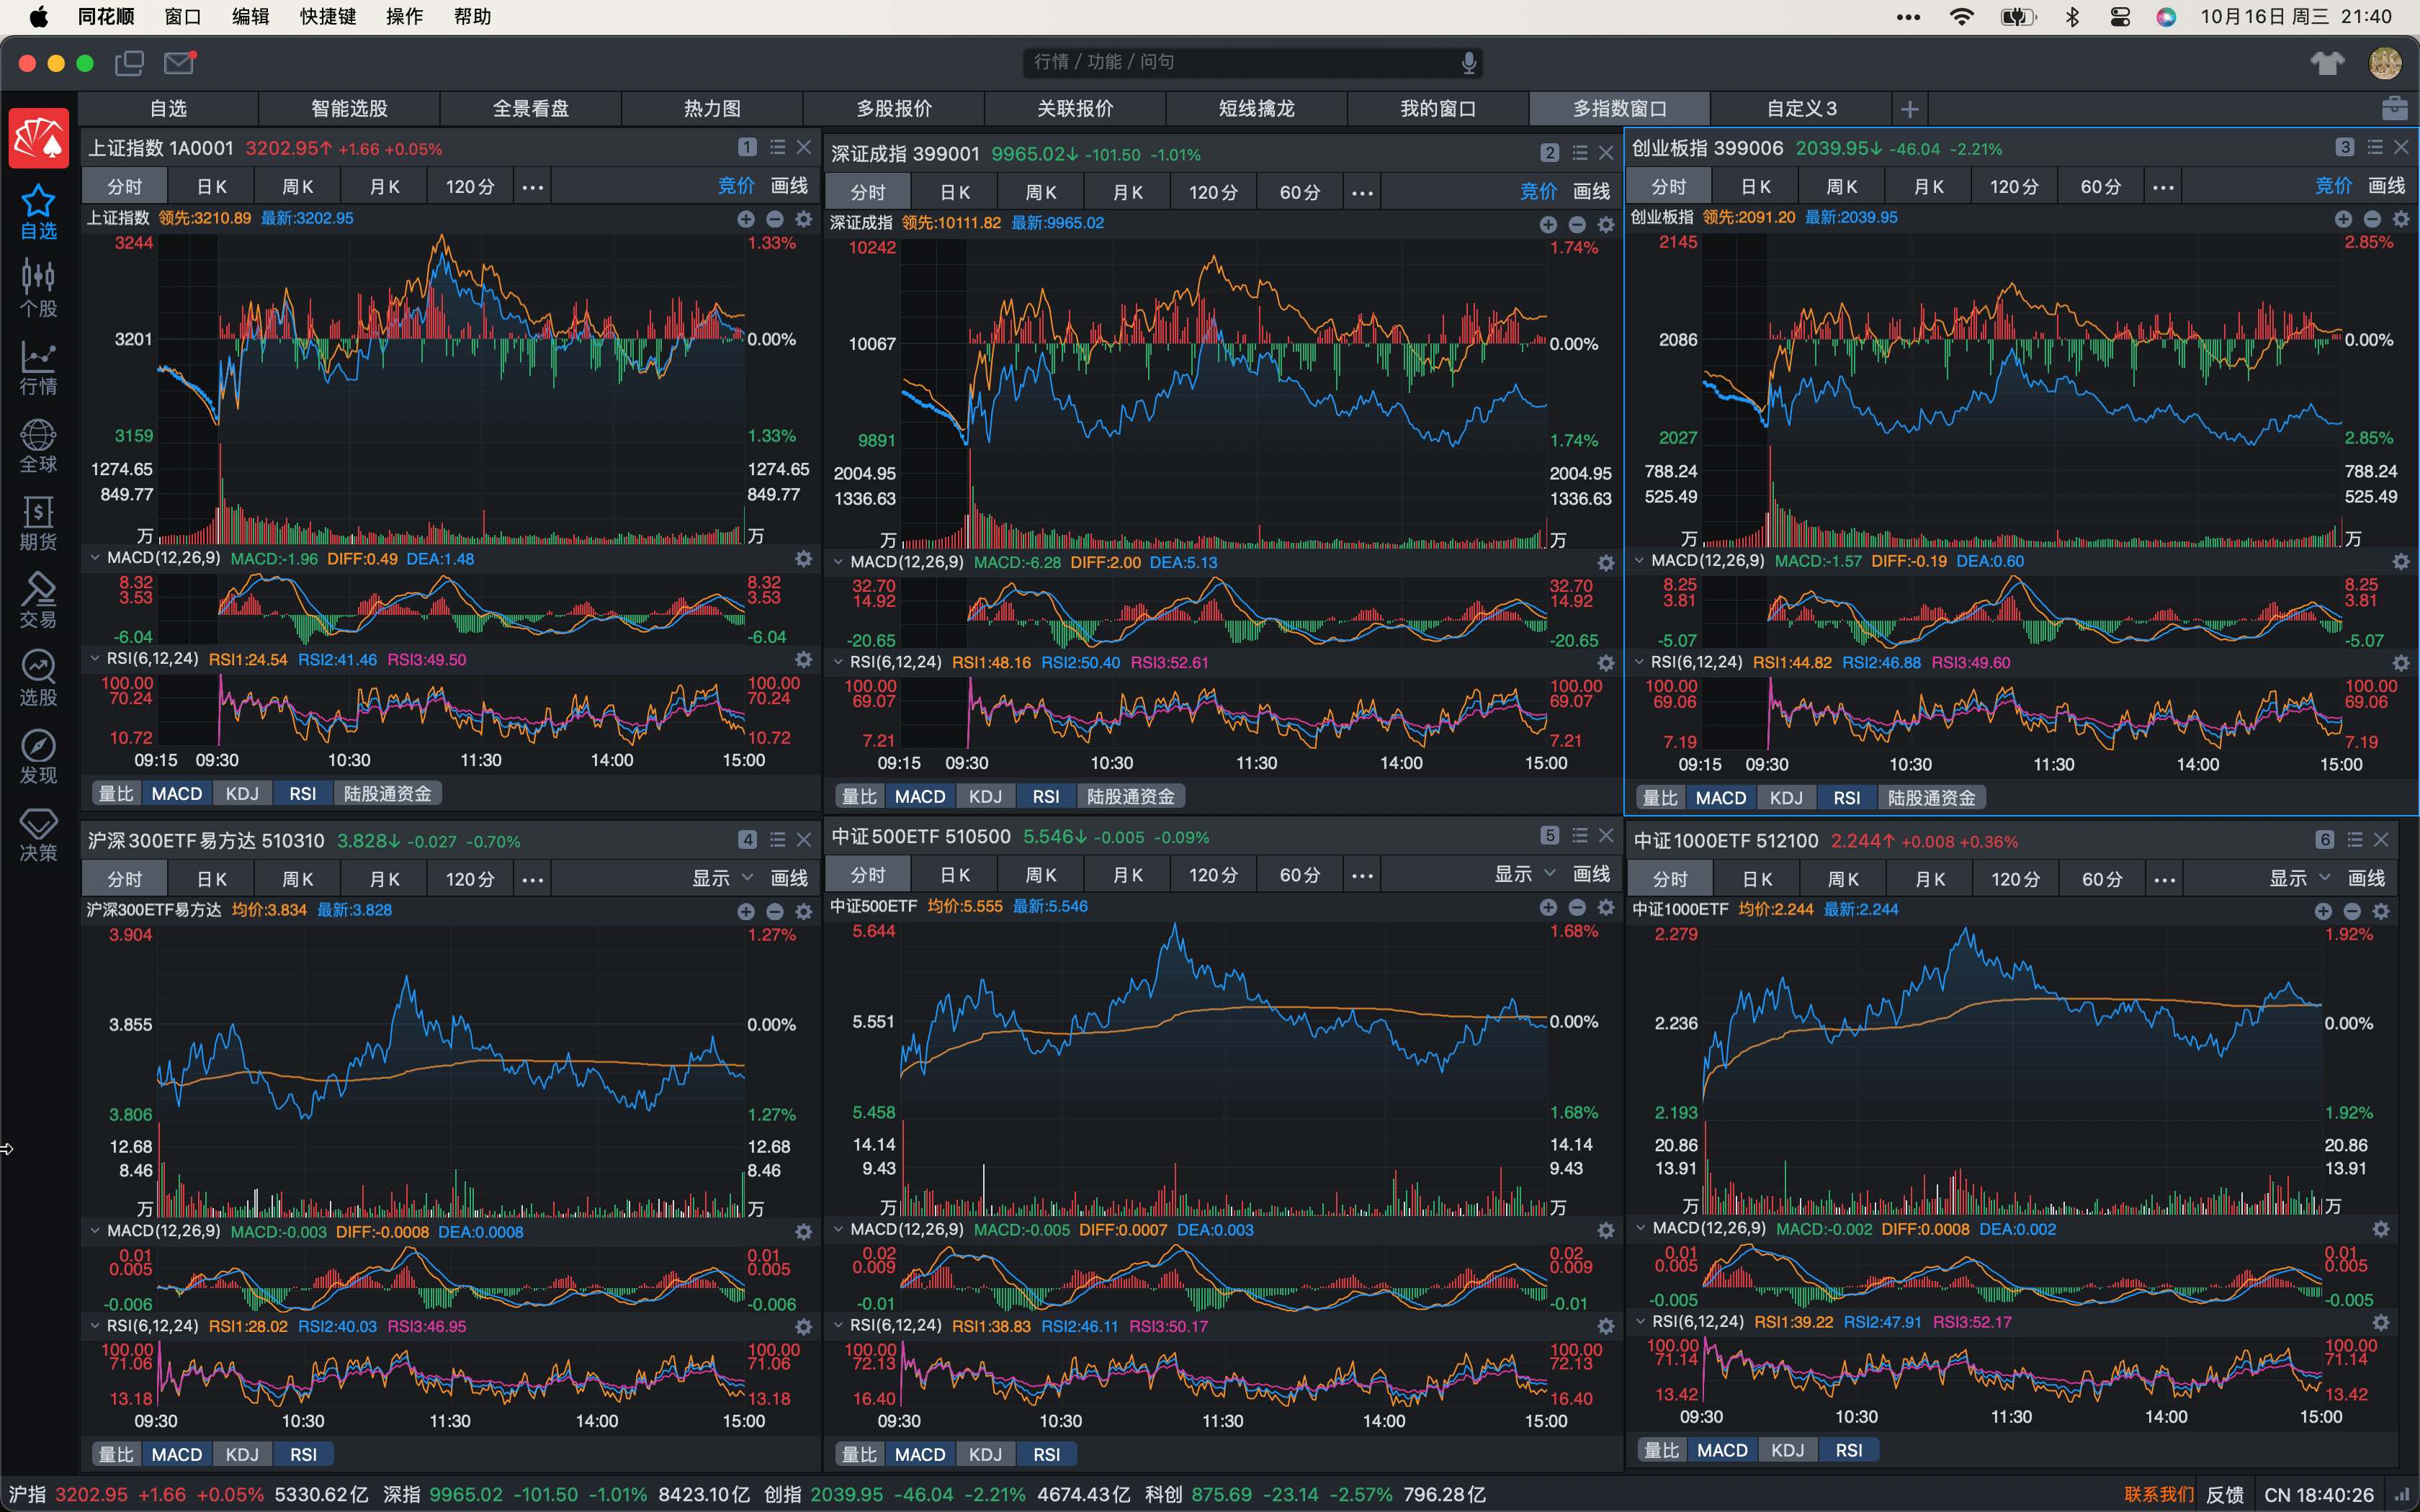 同花顺 窗口 编辑 快捷键 操作 帮助 10月16日 周三 21:40
行情 / 功能 / 问句
自选 智能选股 全景看盘 热力图 多股报价 关联报价 短线擒龙 我的窗口 多指数窗口 自定义3
自选
个股
行情
全球
期货
交易
选股
发现
决策
上证指数 1A0001 3202.95↑ +1.66 +0.05% 1
分时 日K 周K 月K 120分 ••• 竞价 画线
上证指数 领先:3210.89 最新:3202.95
3244 1.33%
3201 0.00%
3159 1.33%
1274.65 1274.65
849.77 849.77
万 万
MACD(12,26,9) MACD:-1.96 DIFF:0.49 DEA:1.48
8.32 8.32
3.53 3.53
-6.04 -6.04
RSI(6,12,24) RSI1:24.54 RSI2:41.46 RSI3:49.50
100.00 100.00
70.24 70.24
10.72 10.72
09:15 09:30 10:30 11:30 14:00 15:00
量比 MACD KDJ RSI 陆股通资金
深证成指 399001 9965.02↓ -101.50 -1.01% 2
分时 日K 周K 月K 120分 60分 ••• 竞价 画线
深证成指 领先:10111.82 最新:9965.02
10242 1.74%
10067 0.00%
9891 1.74%
2004.95 2004.95
1336.63 1336.63
万 万
MACD(12,26,9) MACD:-6.28 DIFF:2.00 DEA:5.13
32.70 32.70
14.92 14.92
-20.65 -20.65
RSI(6,12,24) RSI1:48.16 RSI2:50.40 RSI3:52.61
100.00 100.00
69.07 69.07
7.21 7.21
09:15 09:30 10:30 11:30 14:00 15:00
量比 MACD KDJ RSI 陆股通资金
创业板指 399006 2039.95↓ -46.04 -2.21% 3
分时 日K 周K 月K 120分 60分 ••• 竞价 画线
创业板指 领先:2091.20 最新:2039.95
2145 2.85%
2086 0.00%
2027 2.85%
788.24 788.24
525.49 525.49
万 万
MACD(12,26,9) MACD:-1.57 DIFF:-0.19 DEA:0.60
8.25 8.25
3.81 3.81
-5.07 -5.07
RSI(6,12,24) RSI1:44.82 RSI2:46.88 RSI3:49.60
100.00 100.00
69.06 69.06
7.19 7.19
09:15 09:30 10:30 11:30 14:00 15:00
量比 MACD KDJ RSI 陆股通资金
沪深300ETF易方达 510310 3.828↓ -0.027 -0.70% 4
分时 日K 周K 月K 120分 ••• 显示 画线
沪深300ETF易方达 均价:3.834 最新:3.828
3.904 1.27%
3.855 0.00%
3.806 1.27%
12.68 12.68
8.46 8.46
万 万
MACD(12,26,9) MACD:-0.003 DIFF:-0.0008 DEA:0.0008
0.01 0.01
0.005 0.005
-0.006 -0.006
RSI(6,12,24) RSI1:28.02 RSI2:40.03 RSI3:46.95
100.00 100.00
71.06 71.06
13.18 13.18
09:30 10:30 11:30 14:00 15:00
量比 MACD KDJ RSI
中证500ETF 510500 5.546↓ -0.005 -0.09% 5
分时 日K 周K 月K 120分 60分 ••• 显示 画线
中证500ETF 均价:5.555 最新:5.546
5.644 1.68%
5.551 0.00%
5.458 1.68%
14.14 14.14
9.43 9.43
万 万
MACD(12,26,9) MACD:-0.005 DIFF:0.0007 DEA:0.003
0.02 0.02
0.009 0.009
-0.01 -0.01
RSI(6,12,24) RSI1:38.83 RSI2:46.11 RSI3:50.17
100.00 100.00
72.13 72.13
16.40 16.40
09:30 10:30 11:30 14:00 15:00
量比 MACD KDJ RSI
中证1000ETF 512100 2.244↑ +0.008 +0.36% 6
分时 日K 周K 月K 120分 60分 ••• 显示 画线
中证1000ETF 均价:2.244 最新:2.244
2.279 1.92%
2.236 0.00%
2.193 1.92%
20.86 20.86
13.91 13.91
万 万
MACD(12,26,9) MACD:-0.002 DIFF:0.0008 DEA:0.002
0.01 0.01
0.005 0.005
-0.005 -0.005
RSI(6,12,24) RSI1:39.22 RSI2:47.91 RSI3:52.17
100.00 100.00
71.14 71.14
13.42 13.42
09:30 10:30 11:30 14:00 15:00
量比 MACD KDJ RSI
沪指 3202.95 +1.66 +0.05% 5330.62亿 深指 9965.02 -101.50 -1.01% 8423.10亿 创指 2039.95 -46.04 -2.21% 4674.43亿 科创 875.69 -23.14 -2.57% 796.28亿 联系我们 反馈 CN 18:40:26